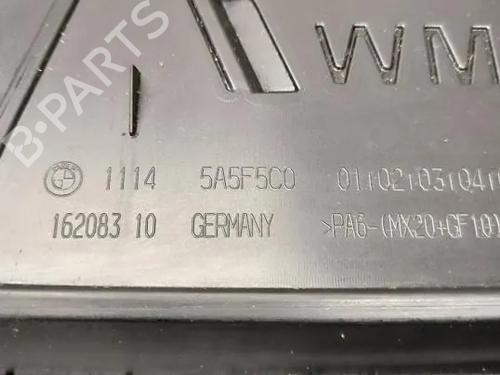 WM
1114 5A5F5C0 01 02 03 04
162083 10 GERMANY >PA6-(MX20+GF10)
B-PARTS